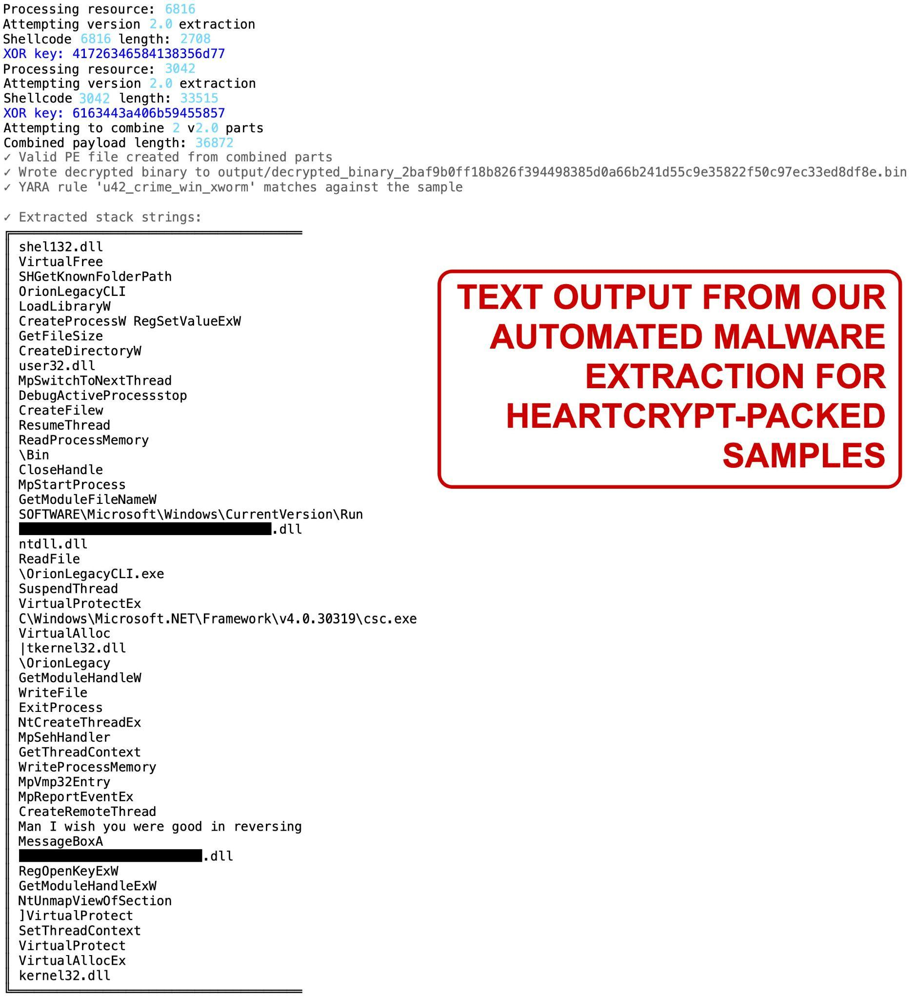 Processing resource: 6816
Attempting version 2.0 extraction
Shellcode 6816 length: 2708
XOR key: 41726346584138356d77
Processing resource: 3042
Attempting version 2.0 extraction
Shellcode 3042 length: 33515
XOR key: 6163443a406b59455857
Attempting to combine 2 v2.0 parts
Combined payload length: 36872
✓ Valid PE file created from combined parts
✓ Wrote decrypted binary to output/decrypted_binary_2baf9b0ff18b826f394498385d0a66b241d55c9e35822f50c97ec33ed8df8e.bin
✓ YARA rule 'u42_crime_win_xworm' matches against the sample
✓ Extracted stack strings:
shel132.dll
VirtualFree
SHGetKnownFolderPath
OrionLegacyCLI
LoadLibraryW
CreateProcessW RegSetValueExW
GetFileSize
CreateDirectoryW
user32.dll
MpSwitchToNextThread
DebugActiveProcessstop
CreateFilew
ResumeThread
ReadProcessMemory
\Bin
CloseHandle
MpStartProcess
GetModuleFileNameW
SOFTWARE\Microsoft\Windows\CurrentVersion\Run
.dll
ntdll.dll
ReadFile
\OrionLegacyCLI.exe
SuspendThread
VirtualProtectEx
C\Windows\Microsoft.NET\Framework\v4.0.30319\csc.exe
VirtualAlloc
|tkernel32.dll
\OrionLegacy
GetModuleHandleW
WriteFile
ExitProcess
NtCreateThreadEx
MpSehHandler
GetThreadContext
WriteProcessMemory
MpVmp32Entry
MpReportEventEx
CreateRemoteThread
Man I wish you were good in reversing
MessageBoxA
.dll
RegOpenKeyExW
GetModuleHandleExW
NtUnmapViewOfSection
]VirtualProtect
SetThreadContext
VirtualProtect
VirtualAllocEx
kernel32.dll
TEXT OUTPUT FROM OUR
AUTOMATED MALWARE
EXTRACTION FOR
HEARTCRYPT-PACKED
SAMPLES